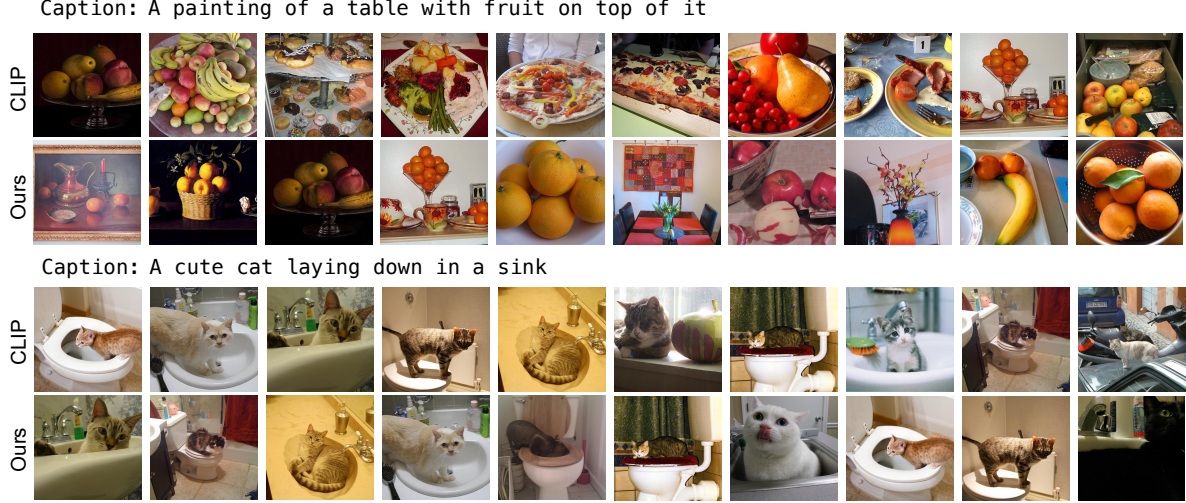 Caption: A painting of a table with fruit on top of it
CLIP
1
Ours
Caption: A cute cat laying down in a sink
CLIP
Ours